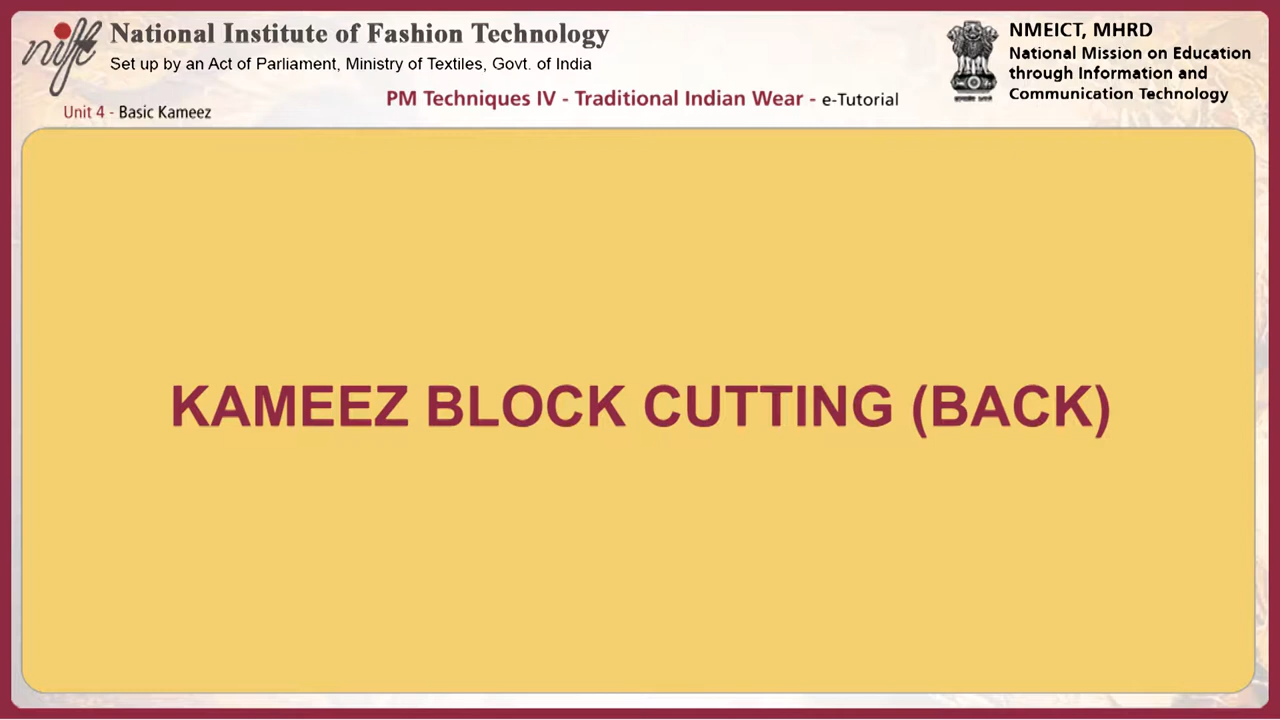 nift
National Institute of Fashion Technology
Set up by an Act of Parliament, Ministry of Textiles, Govt. of India
Unit 4 - Basic Kameez
PM Techniques IV - Traditional Indian Wear - e-Tutorial
NMEICT, MHRD
National Mission on Education
through Information and
Communication Technology
KAMEEZ BLOCK CUTTING (BACK)